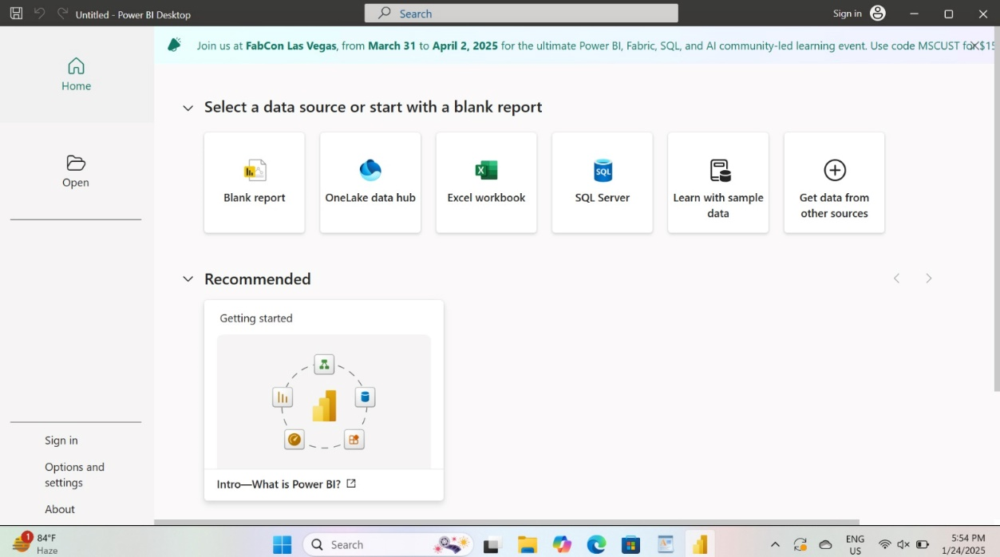 Untitled - Power BI Desktop
Search
Sign in
Home
Open
Sign in
Options and
settings
About
Join us at FabCon Las Vegas, from March 31 to April 2, 2025 for the ultimate Power BI, Fabric, SQL, and AI community-led learning event. Use code MSCUST for $15
Select a data source or start with a blank report
Blank report
OneLake data hub
Excel workbook
SQL
SQL Server
Learn with sample
data
Get data from
other sources
Recommended
Getting started
Intro—What is Power BI?
1
84°F
Haze
Search
ENG
US
5:54 PM
1/24/2025